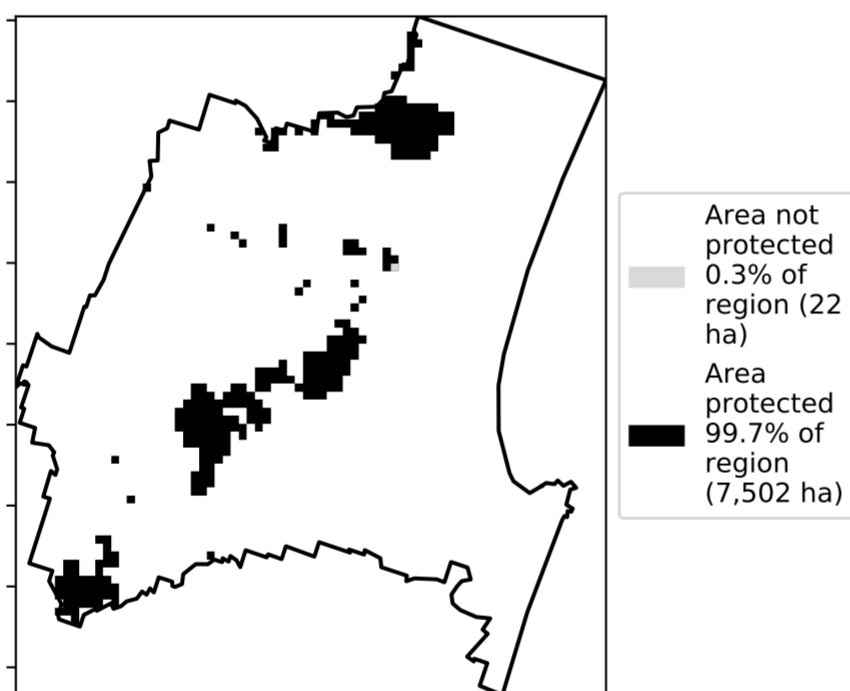 Area not
protected
0.3% of
region (22
ha)
Area
protected
99.7% of
region
(7,502 ha)